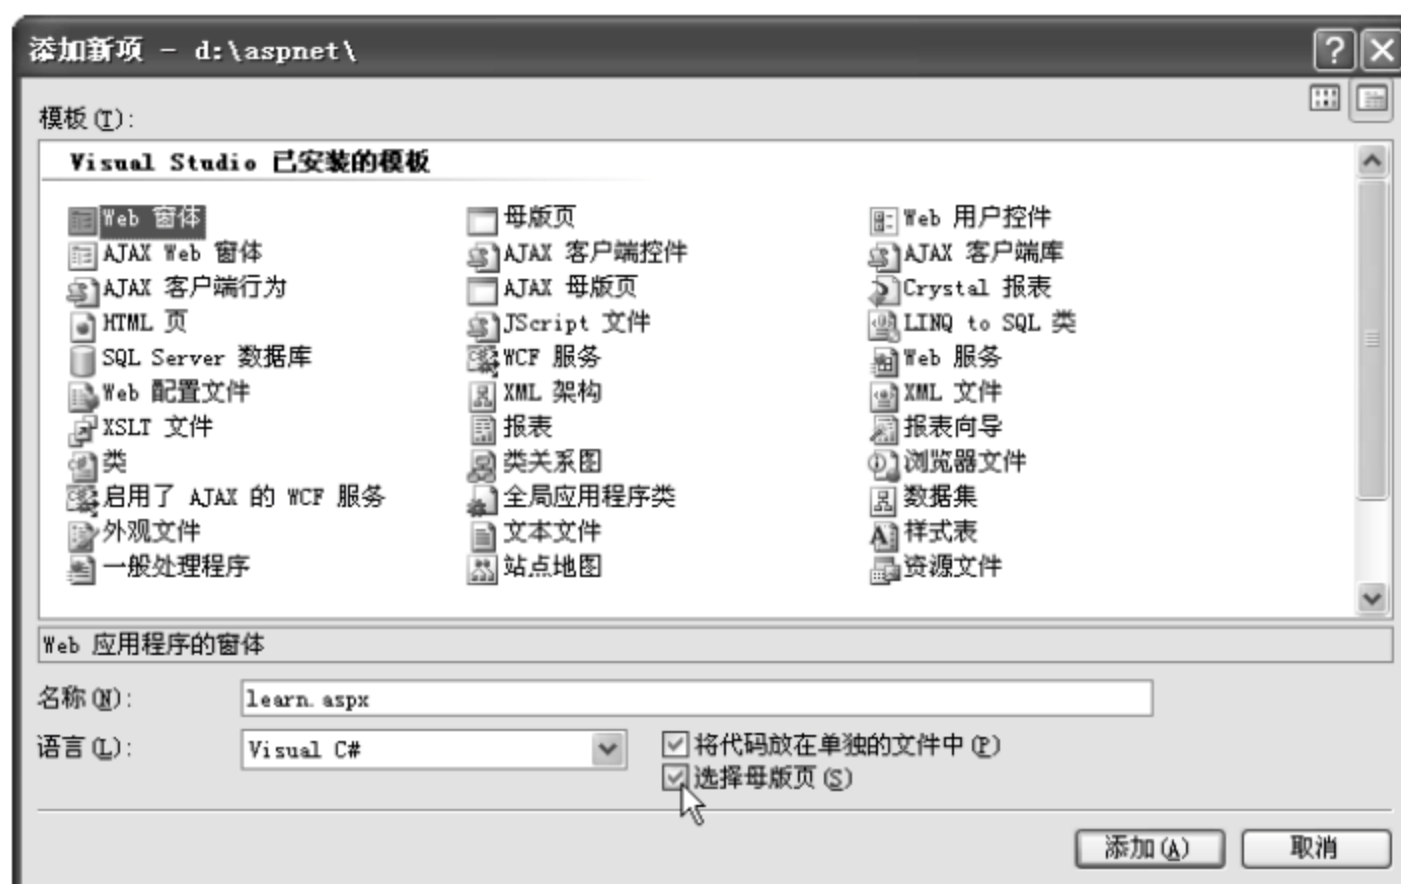 添加新项 - d:\aspnet\
模板(T):
Visual Studio 已安装的模板
Web 窗体 母版页 Web 用户控件
AJAX Web 窗体 AJAX 客户端控件 AJAX 客户端库
AJAX 客户端行为 AJAX 母版页 Crystal 报表
HTML 页 JScript 文件 LINQ to SQL 类
SQL Server 数据库 WCF 服务 Web 服务
Web 配置文件 XML 架构 XML 文件
XSLT 文件 报表 报表向导
类 类关系图 浏览器文件
启用了 AJAX 的 WCF 服务 全局应用程序类 数据集
外观文件 文本文件 样式表
一般处理程序 站点地图 资源文件
Web 应用程序的窗体
名称(N): learn.aspx
语言(L): Visual C# 将代码放在单独的文件中(P)
选择母版页(S)
添加(A) 取消